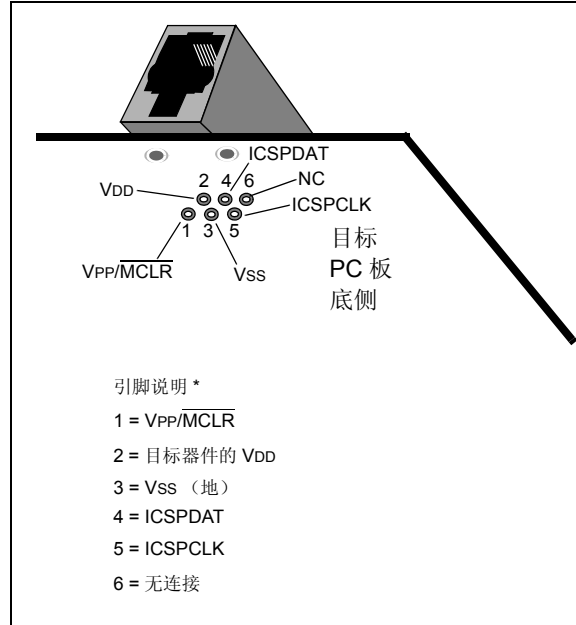 ICSPDAT
2 4 6 NC
VDD
ICSPCLK
1 3 5
目标
PC 板
底侧
VPP/MCLR
Vss
引脚说明 *
1 = VPP/MCLR
2 = 目标器件的 VDD
3 = Vss （地）
4 = ICSPDAT
5 = ICSPCLK
6 = 无连接